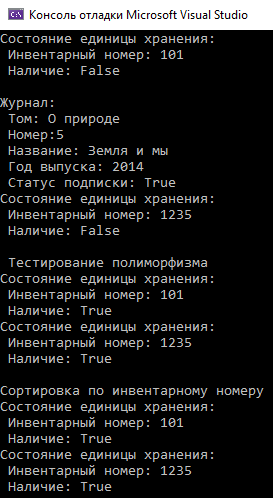 Консоль отладки Microsoft Visual Studio
Состояние единицы хранения:
Инвентарный номер: 101
Наличие: False
Журнал:
Том: О природе
Номер:5
Название: Земля и мы
Год выпуска: 2014
Статус подписки: True
Состояние единицы хранения:
Инвентарный номер: 1235
Наличие: False
Тестирование полиморфизма
Состояние единицы хранения:
Инвентарный номер: 101
Наличие: True
Состояние единицы хранения:
Инвентарный номер: 1235
Наличие: True
Сортировка по инвентарному номеру
Состояние единицы хранения:
Инвентарный номер: 101
Наличие: True
Состояние единицы хранения:
Инвентарный номер: 1235
Наличие: True